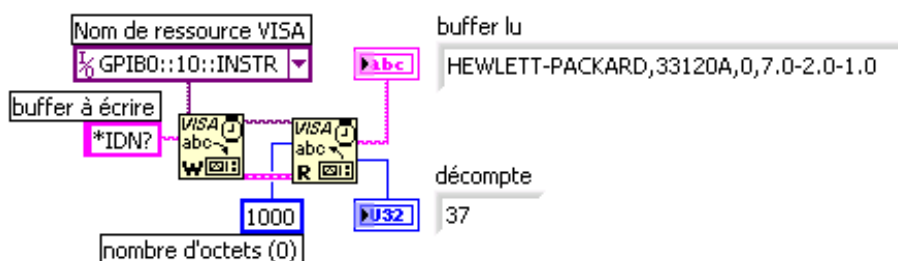 Nom de ressource VISA
I/O GPIB0::10::INSTR
buffer à écrire
*IDN?
VISA
abc
W
VISA
abc
R
1000
nombre d'octets (0)
abc
U32
buffer lu
HEWLETT-PACKARD,33120A,0,7.0-2.0-1.0
décompte
37